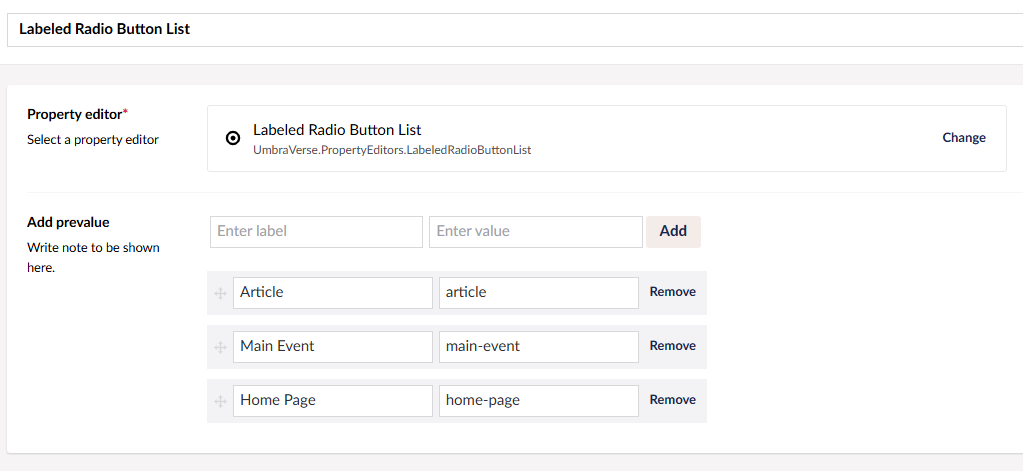 Labeled Radio Button List
Property editor*
Select a property editor
Labeled Radio Button List
UmbraVerse.PropertyEditors.LabeledRadioButtonList
Change
Add prevalue
Write note to be shown
here.
Enter label
Enter value
Add
Article
article
Remove
Main Event
main-event
Remove
Home Page
home-page
Remove